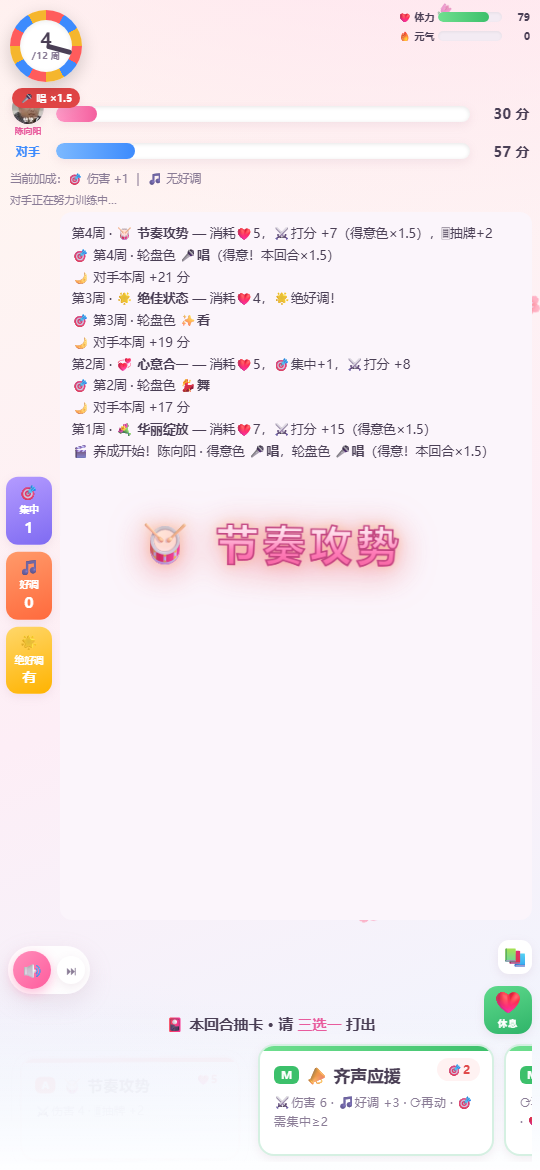 4
/12 周
体力 79
元气 0
唱 ×1.5
陈向阳
30 分
对手
57 分
当前加成: 伤害 +1 | 无好调
对手正在努力训练中...
第4周 · 节奏攻势 — 消耗5, 打分 +7（得意色×1.5）, 抽牌+2
第4周 · 轮盘色 唱（得意！本回合×1.5）
对手本周 +21 分
第3周 · 绝佳状态 — 消耗4, 绝好调!
第3周 · 轮盘色 看
对手本周 +19 分
第2周 · 心意合一 — 消耗5, 集中+1, 打分 +8
第2周 · 轮盘色 舞
对手本周 +17 分
第1周 · 华丽绽放 — 消耗7, 打分 +15（得意色×1.5）
养成开始！陈向阳 · 得意色 唱, 轮盘色 唱（得意！本回合×1.5）
集中
1
好调
0
绝好调
有
节奏攻势
休息
本回合抽卡 • 请 三选一 打出
节奏攻势
M 齐声应援 2
伤害 6 · 好调 +3 · 再动 ·
需集中≥2